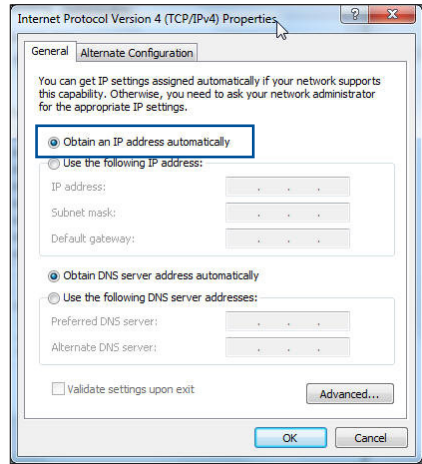 Internet Protocol Version 4 (TCP/IPv4) Properties
General
Alternate Configuration
You can get IP settings assigned automatically if your network supports
this capability. Otherwise, you need to ask your network administrator
for the appropriate IP settings.
Obtain an IP address automatically
Use the following IP address:
IP address:
Subnet mask:
Default gateway:
Obtain DNS server address automatically
Use the following DNS server addresses:
Preferred DNS server:
Alternate DNS server:
Validate settings upon exit
Advanced...
OK
Cancel